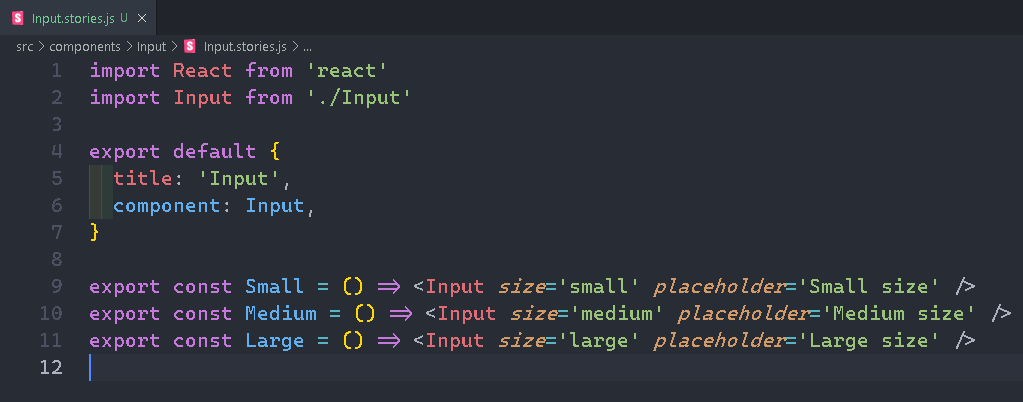 Input.stories.js U ×
src > components > Input > Input.stories.js > ...
1 import React from 'react'
2 import Input from './Input'
3
4 export default {
5   title: 'Input',
6   component: Input,
7 }
8
9 export const Small = () => <Input size='small' placeholder='Small size' />
10 export const Medium = () => <Input size='medium' placeholder='Medium size' />
11 export const Large = () => <Input size='large' placeholder='Large size' />
12